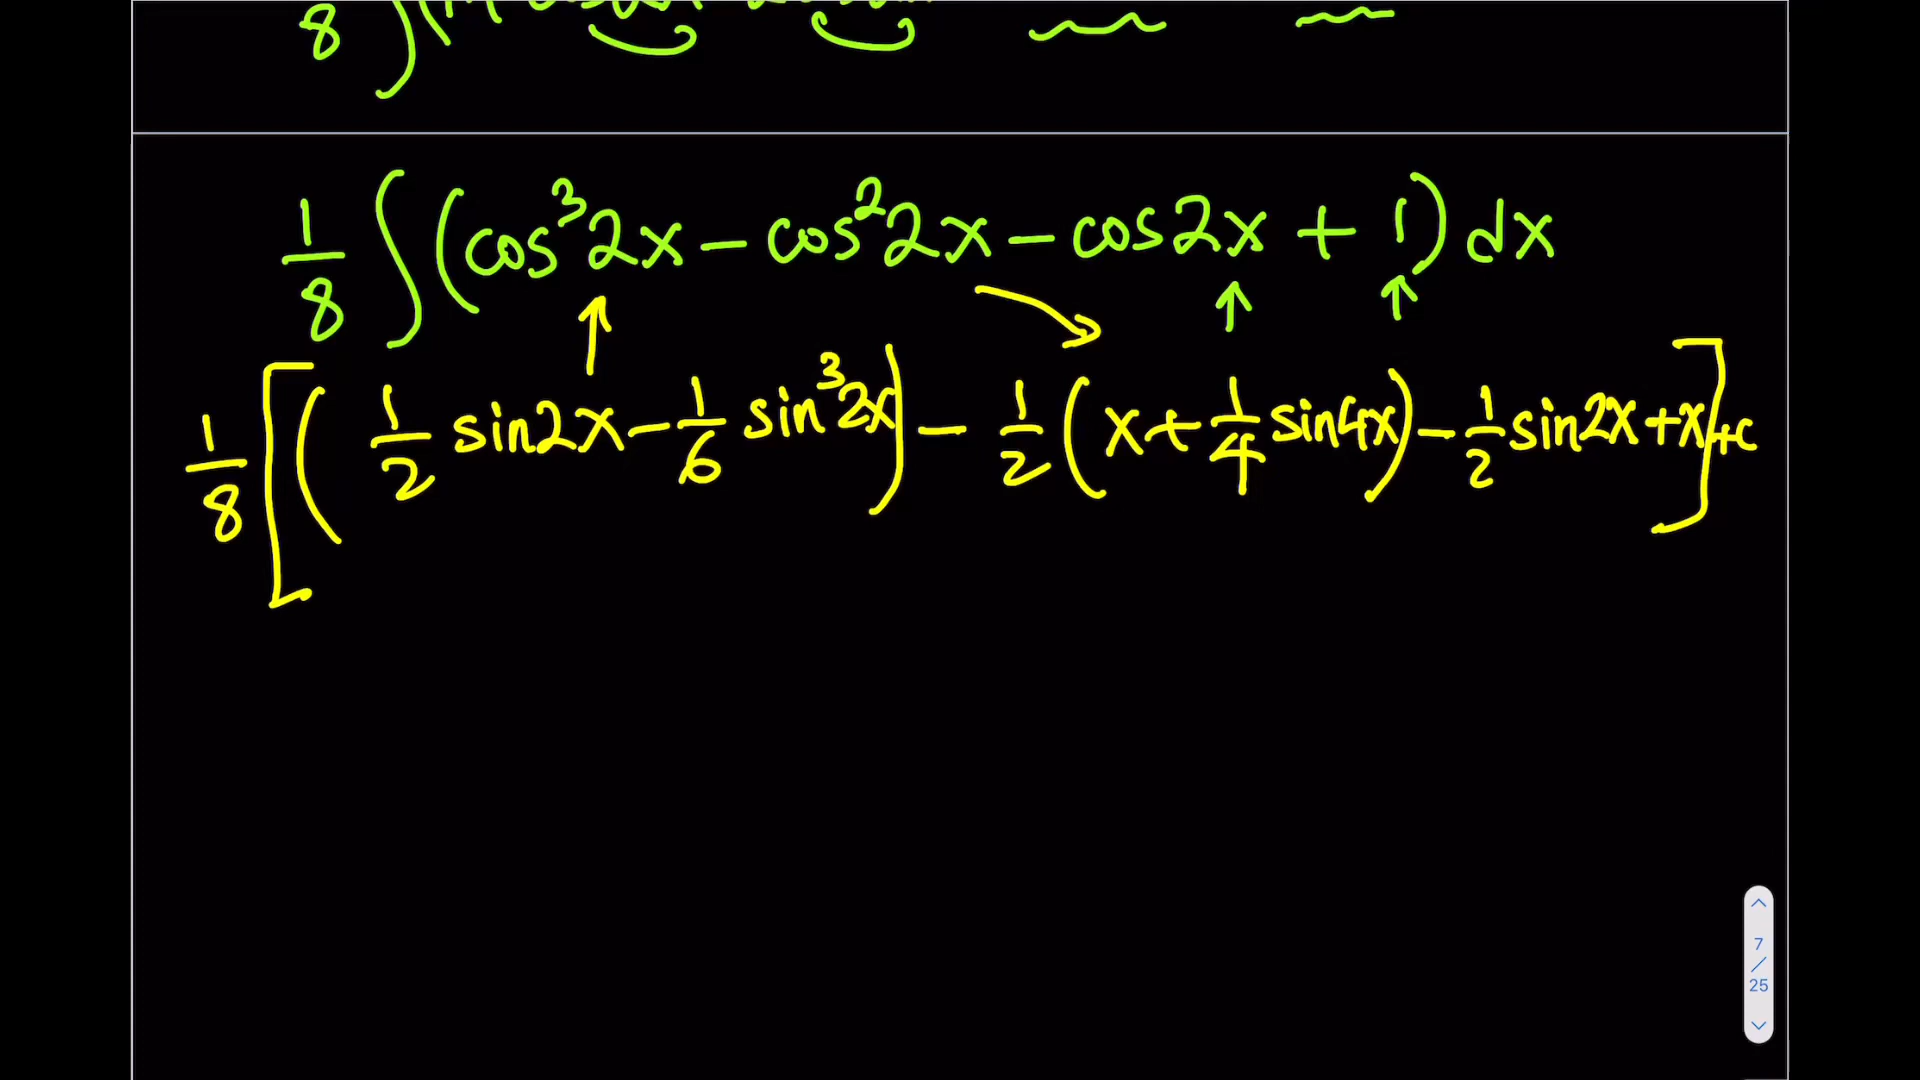 1/8 ∫ (cos³2x − cos²2x − cos2x + 1) dx
1/8 [( 1/2 sin2x − 1/6 sin³2x) − 1/2 (x + 1/4 sin4x) − 1/2 sin2x + x] + c
7
/
25